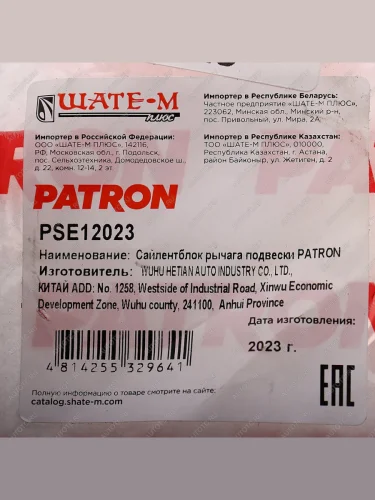 ШАТЕ-М
плюс
Импортер в Республике Беларусь:
Частное предприятие «ШАТЕ-М ПЛЮС»,
223062, Минская обл., Минский р-н,
пос. Привольный, ул. Мира, 2А
Импортер в Российской Федерации:
ООО «ШАТЕ-М ПЛЮС», 142116,
РФ, Московская обл., г. Подольск,
пос. Сельхозтехника, Домодедовское ш.,
д. 22, комн. 12-14, 2 эт
Импортер в Республике Казахстан:
ТОО «ШАТЕ-М ПЛЮС», 010000,
Республика Казахстан, г. Астана,
район Байконыр, ул. Жетиген, д. 2
PATRON
PSE12023
Наименование: Сайлентблок рычага подвески PATRON
Изготовитель: WUHU HETIAN AUTO INDUSTRY CO., LTD.,
КИТАЙ ADD: No. 1258, Westside of Industrial Road, Xinwu Economic
Development Zone, Wuhu county, 241100, Anhui Province
Дата изготовления
2023 г.
4 814255 329641
EAC
Дополнительную информацию о товаре смотрите на сайте:
catalog.shate-m.com/